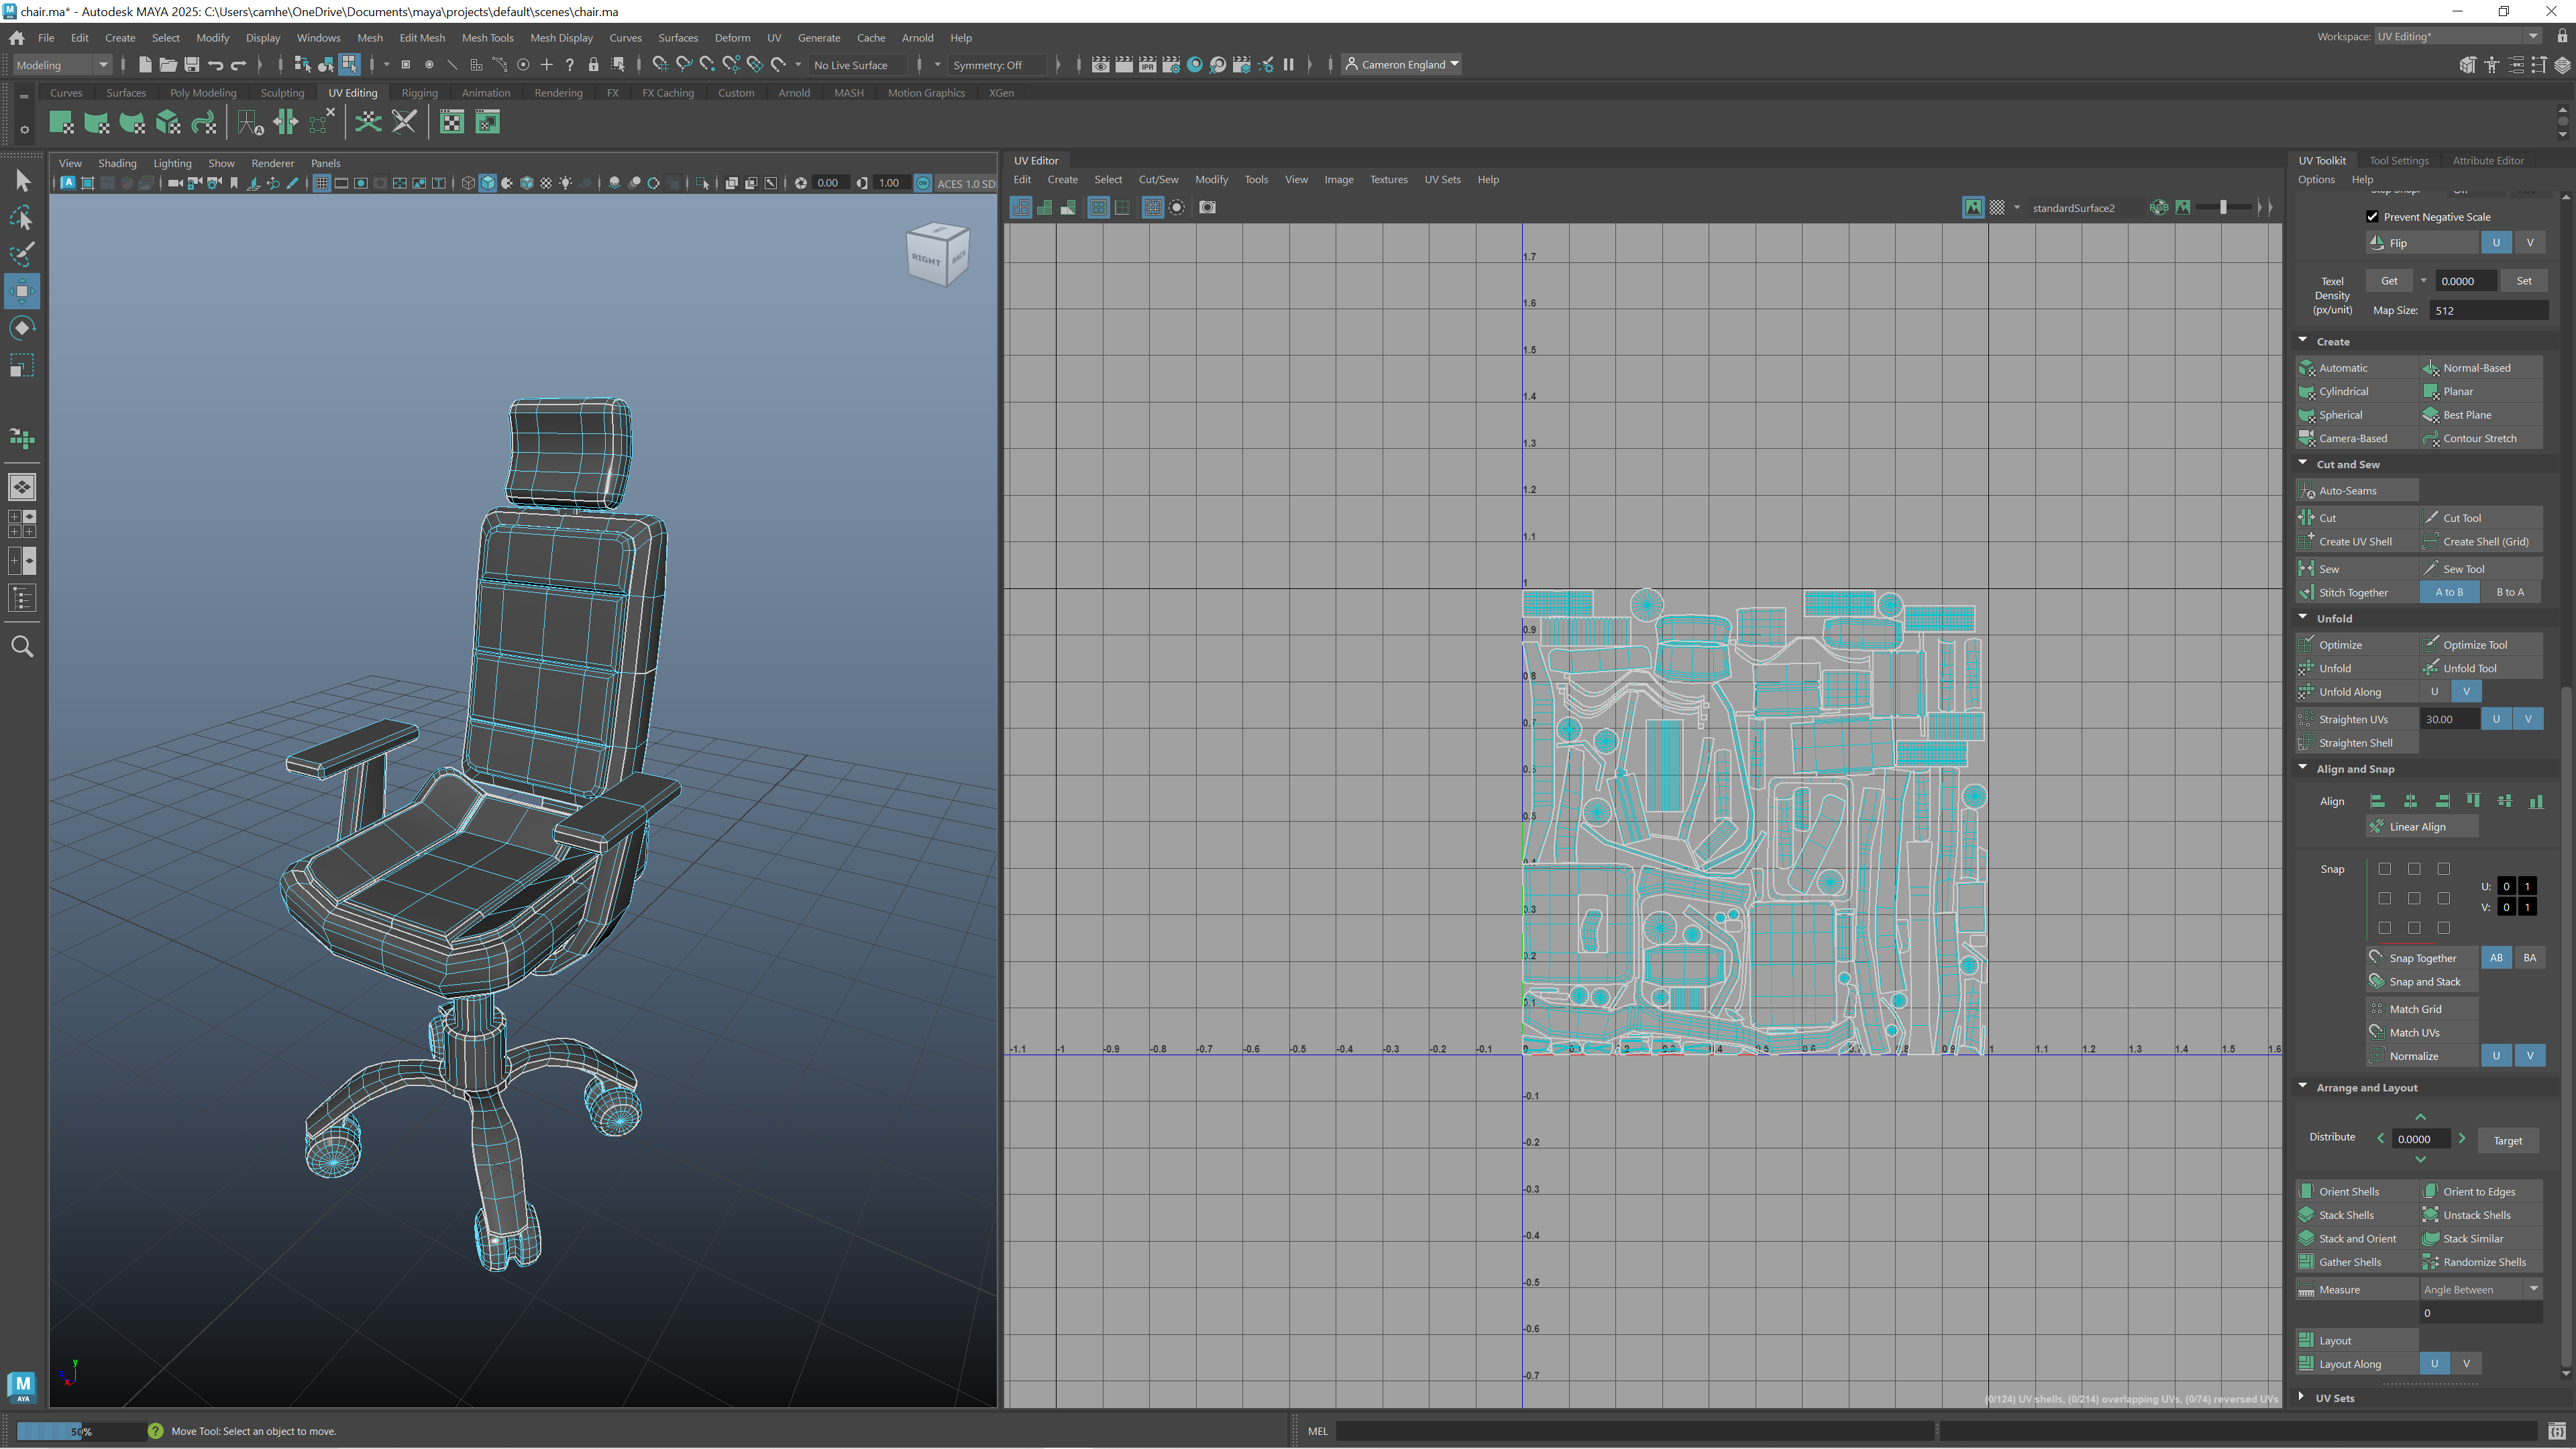 chair.ma* - Autodesk MAYA 2025: C:\Users\camhe\OneDrive\Documents\maya\projects\default\scenes\chair.ma
File Edit Create Select Modify Display Windows Mesh Edit Mesh Mesh Tools Mesh Display Curves Surfaces Deform UV Generate Cache Arnold Help
Workspace: UV Editing*
Modeling No Live Surface Symmetry: Off Cameron England
Curves Surfaces Poly Modeling Sculpting UV Editing Rigging Animation Rendering FX FX Caching Custom Arnold MASH Motion Graphics XGen
View Shading Lighting Show Renderer Panels
0.00 1.00 ACES 1.0 SD
RIGHT BACK
UV Editor
Edit Create Select Cut/Sew Modify Tools View Image Textures UV Sets Help
standardSurface2
1.7
1.6
1.5
1.4
1.3
1.2
1.1
1
0.9
0.8
0.7
0.6
0.5
0.4
0.3
0.2
0.1
-1.1 -1 -0.9 -0.8 -0.7 -0.6 -0.5 -0.4 -0.3 -0.2 -0.1 0 0.1 0.2 0.3 0.4 0.5 0.6 0.7 0.8 0.9 1 1.1 1.2 1.3 1.4 1.5 1.6
-0.1
-0.2
-0.3
-0.4
-0.5
-0.6
-0.7
(0/124) UV shells, (0/214) overlapping UVs, (0/74) reversed UVs
UV Toolkit Tool Settings Attribute Editor
Options Help
Prevent Negative Scale
Flip U V
Texel Density (px/unit) Get 0.0000 Set
Map Size: 512
Create
Automatic Normal-Based
Cylindrical Planar
Spherical Best Plane
Camera-Based Contour Stretch
Cut and Sew
Auto-Seams
Cut Cut Tool
Create UV Shell Create Shell (Grid)
Sew Sew Tool
Stitch Together A to B B to A
Unfold
Optimize Optimize Tool
Unfold Unfold Tool
Unfold Along U V
Straighten UVs 30.00 U V
Straighten Shell
Align and Snap
Align
Linear Align
Snap
U: 0 1
V: 0 1
Snap Together AB BA
Snap and Stack
Match Grid
Match UVs
Normalize U V
Arrange and Layout
Distribute 0.0000 Target
Orient Shells Orient to Edges
Stack Shells Unstack Shells
Stack and Orient Stack Similar
Gather Shells Randomize Shells
Measure Angle Between
0
Layout
Layout Along U V
UV Sets
y
x
M
AYA
50% Move Tool: Select an object to move.
MEL